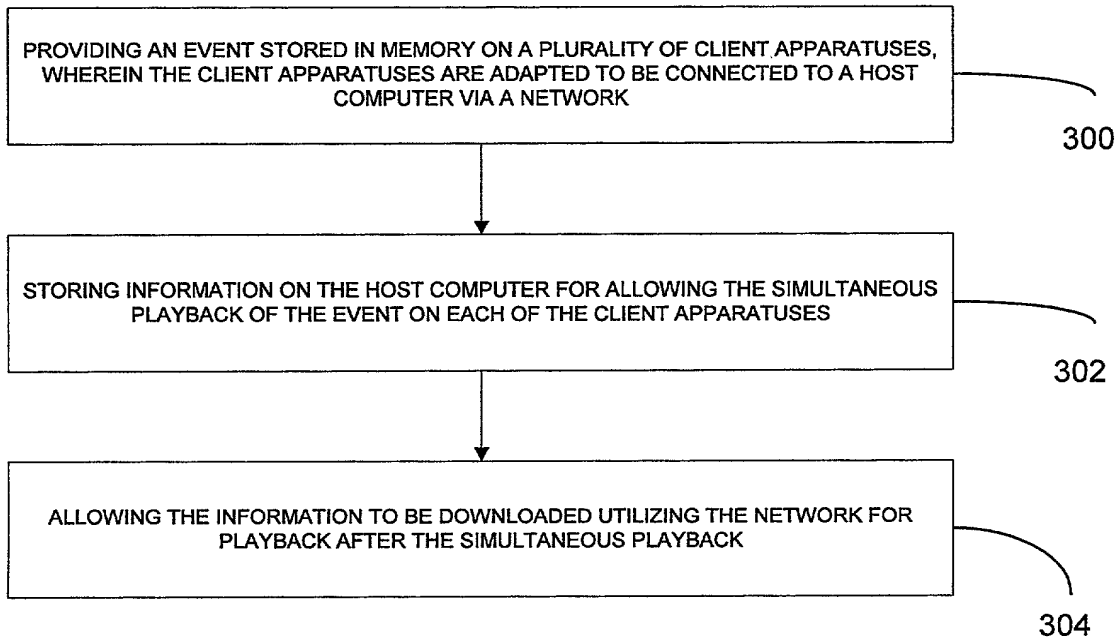 PROVIDING AN EVENT STORED IN MEMORY ON A PLURALITY OF CLIENT APPARATUSES,
WHEREIN THE CLIENT APPARATUSES ARE ADAPTED TO BE CONNECTED TO A HOST
COMPUTER VIA A NETWORK
300
STORING INFORMATION ON THE HOST COMPUTER FOR ALLOWING THE SIMULTANEOUS
PLAYBACK OF THE EVENT ON EACH OF THE CLIENT APPARATUSES
302
ALLOWING THE INFORMATION TO BE DOWNLOADED UTILIZING THE NETWORK FOR
PLAYBACK AFTER THE SIMULTANEOUS PLAYBACK
304